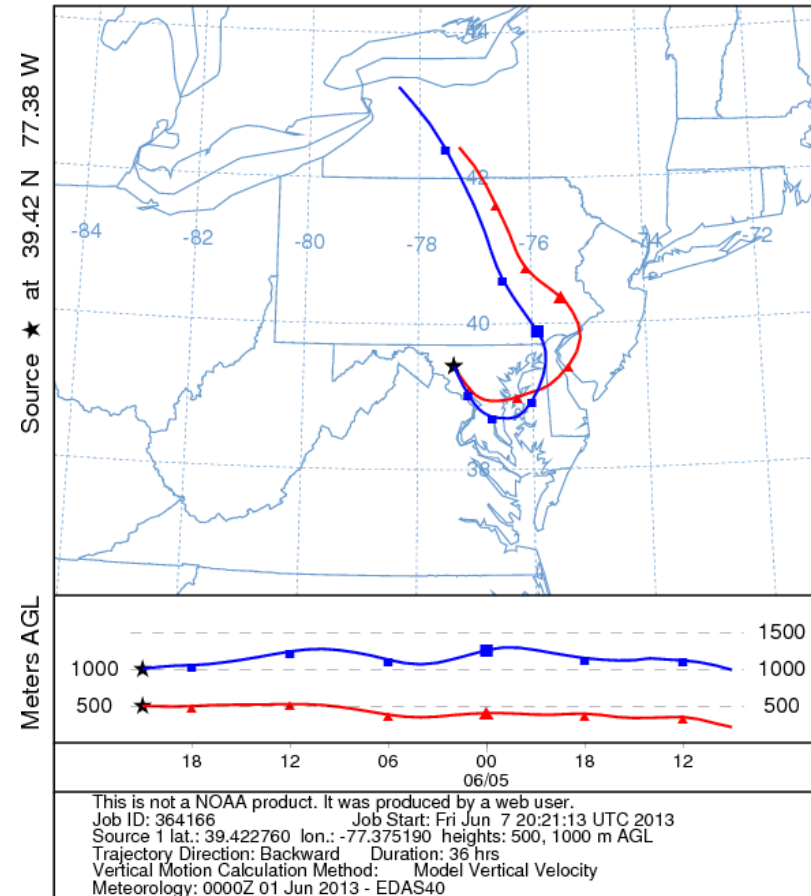 Source ★ at 39.42 N 77.38 W
44
42
-84
-82
-80
-78
-76
-74
-72
40
38
Meters AGL
1500
1000
1000
500
500
18 12 06 00 18 12
06/05
This is not a NOAA product. It was produced by a web user.
Job ID: 364166 Job Start: Fri Jun 7 20:21:13 UTC 2013
Source 1 lat.: 39.422760 lon.: -77.375190 heights: 500, 1000 m AGL
Trajectory Direction: Backward Duration: 36 hrs
Vertical Motion Calculation Method: Model Vertical Velocity
Meteorology: 0000Z 01 Jun 2013 - EDAS40